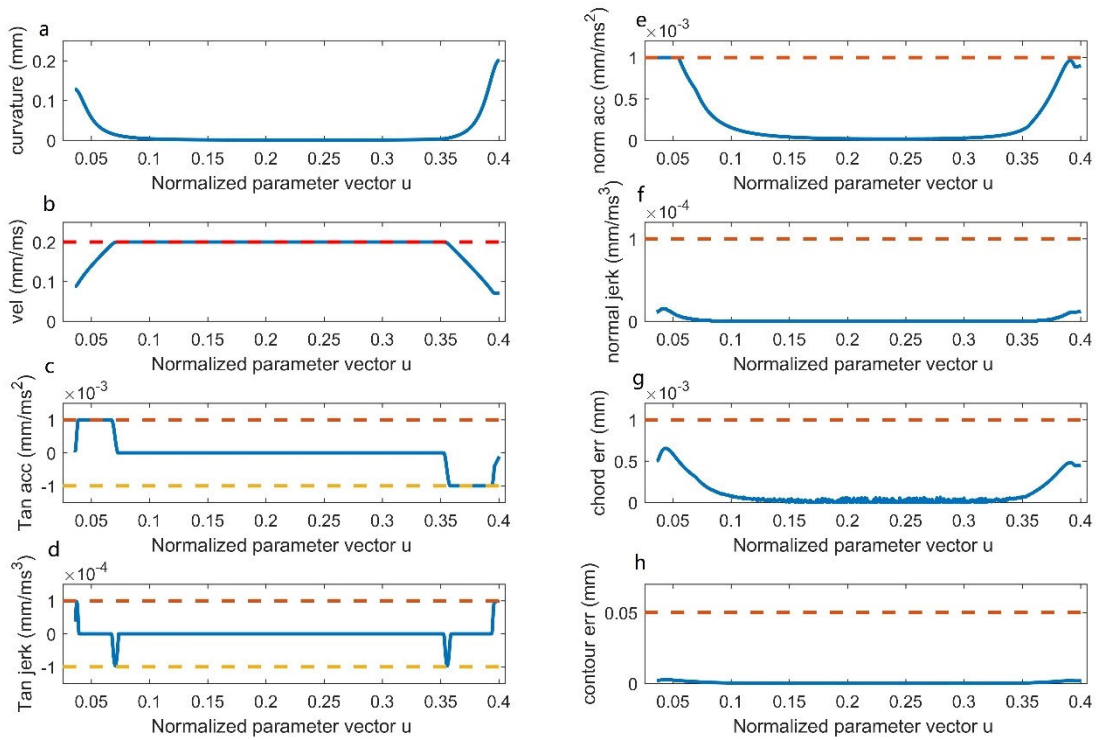 a
curvature (mm)
0.2
0.1
0
0.05 0.1 0.15 0.2 0.25 0.3 0.35 0.4
Normalized parameter vector u
b
vel (mm/ms)
0.2
0.1
0
0.05 0.1 0.15 0.2 0.25 0.3 0.35 0.4
Normalized parameter vector u
c
×10⁻³
Tan acc (mm/ms²)
1
0
-1
0.05 0.1 0.15 0.2 0.25 0.3 0.35 0.4
Normalized parameter vector u
d
×10⁻⁴
Tan jerk (mm/ms³)
1
0
-1
0.05 0.1 0.15 0.2 0.25 0.3 0.35 0.4
Normalized parameter vector u
e
×10⁻³
norm acc (mm/ms²)
1
0.5
0
0.05 0.1 0.15 0.2 0.25 0.3 0.35 0.4
Normalized parameter vector u
f
×10⁻⁴
normal jerk (mm/ms³)
1
0
0.05 0.1 0.15 0.2 0.25 0.3 0.35 0.4
Normalized parameter vector u
g
×10⁻³
chord err (mm)
1
0.5
0
0.05 0.1 0.15 0.2 0.25 0.3 0.35 0.4
Normalized parameter vector u
h
contour err (mm)
0.05
0
0.05 0.1 0.15 0.2 0.25 0.3 0.35 0.4
Normalized parameter vector u